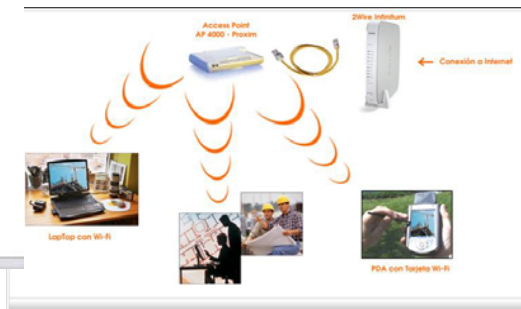 Access Point
AP 4000 - Proxim
2Wire Infinitum
Conexión a Internet
LapTop con Wi-Fi
PDA con Tarjeta Wi-Fi